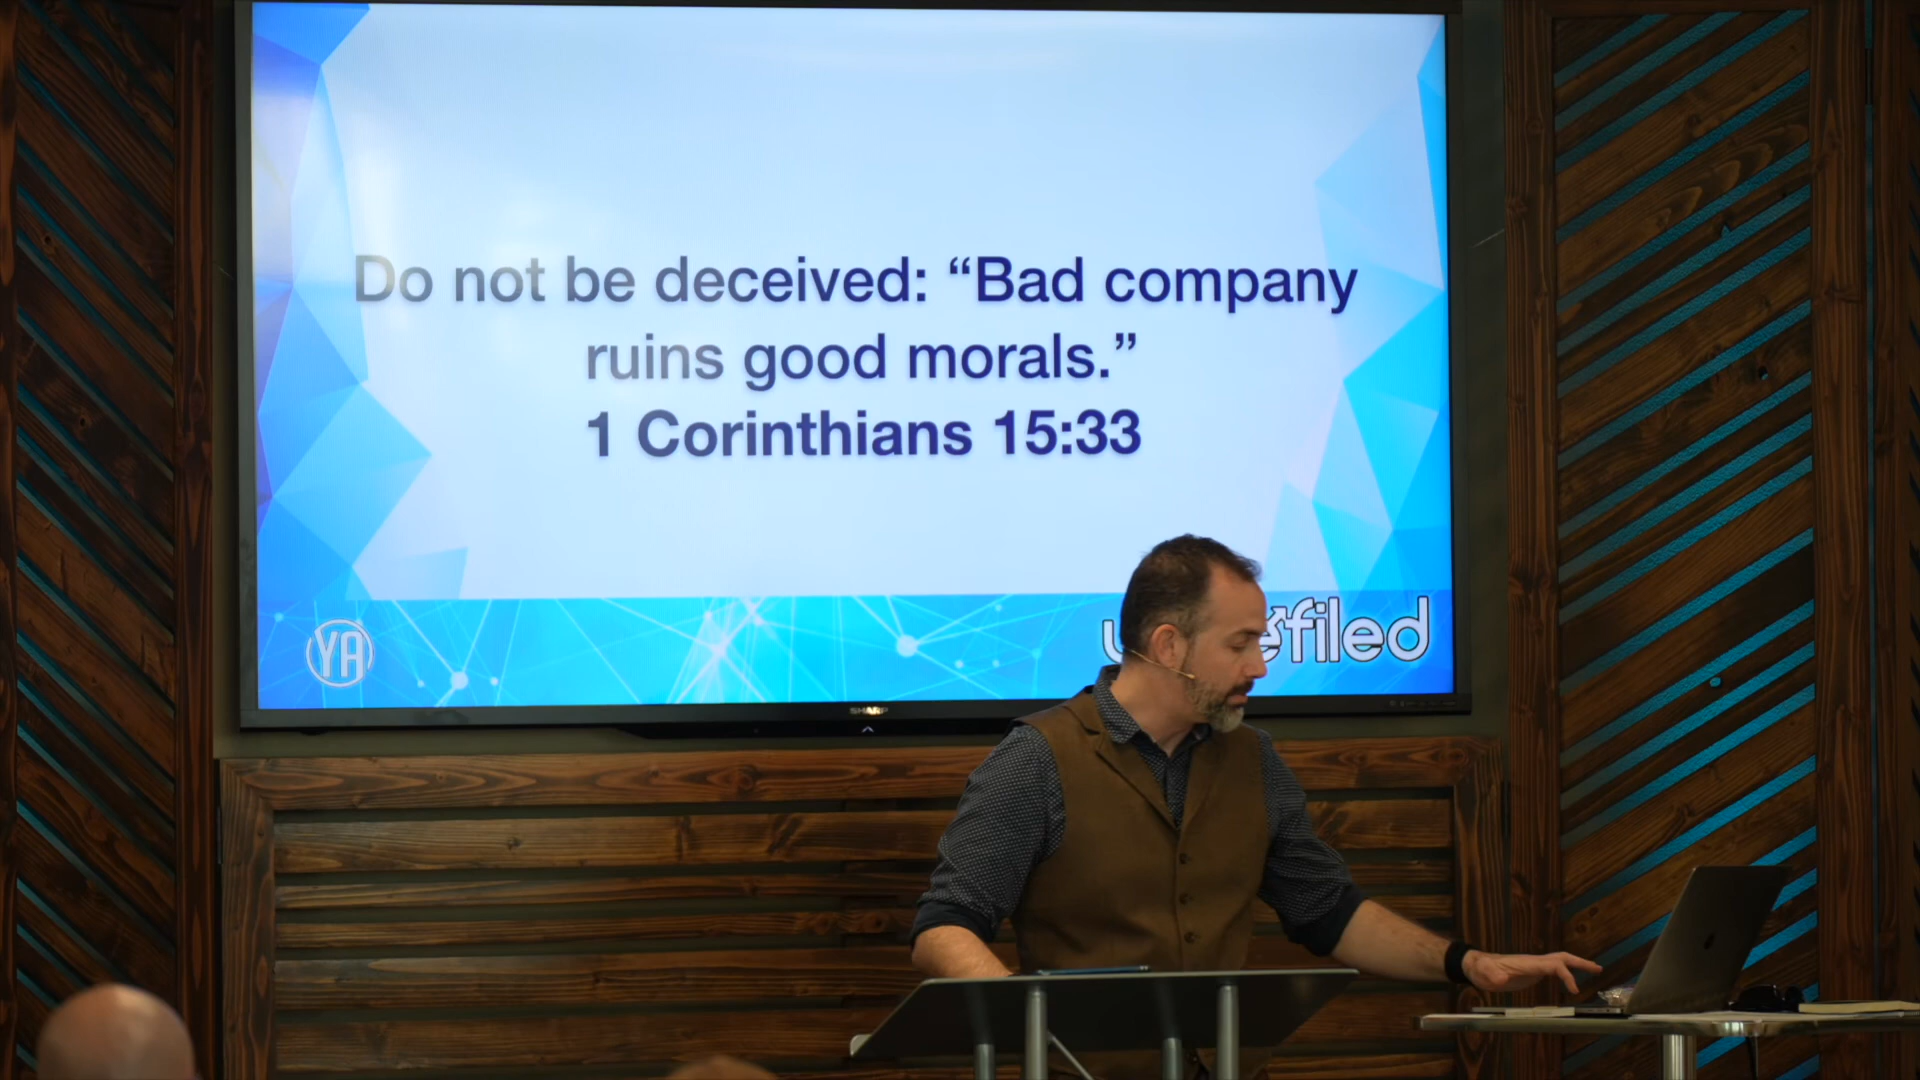 Do not be deceived: “Bad company
ruins good morals.”
1 Corinthians 15:33
YA
SHARP